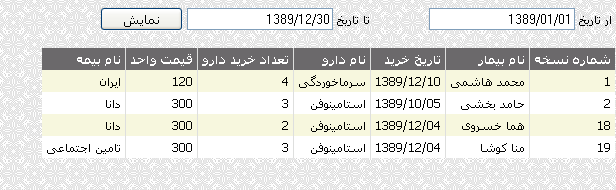 از تاریخ 1389/01/01 تا تاریخ 1389/12/30 نمایش
شماره نسخه نام بیمار تاریخ خرید نام دارو تعداد خرید دارو قیمت واحد نام بیمه
1 محمد هاشمی 1389/12/10 سرماخوردگی 4 120 ایران
2 حامد بخشی 1389/10/05 استامینوفن 3 300 دانا
18 هما خسروی 1389/12/04 استامینوفن 2 300 دانا
19 منا کوشا 1389/12/04 استامینوفن 3 300 تامین اجتماعی